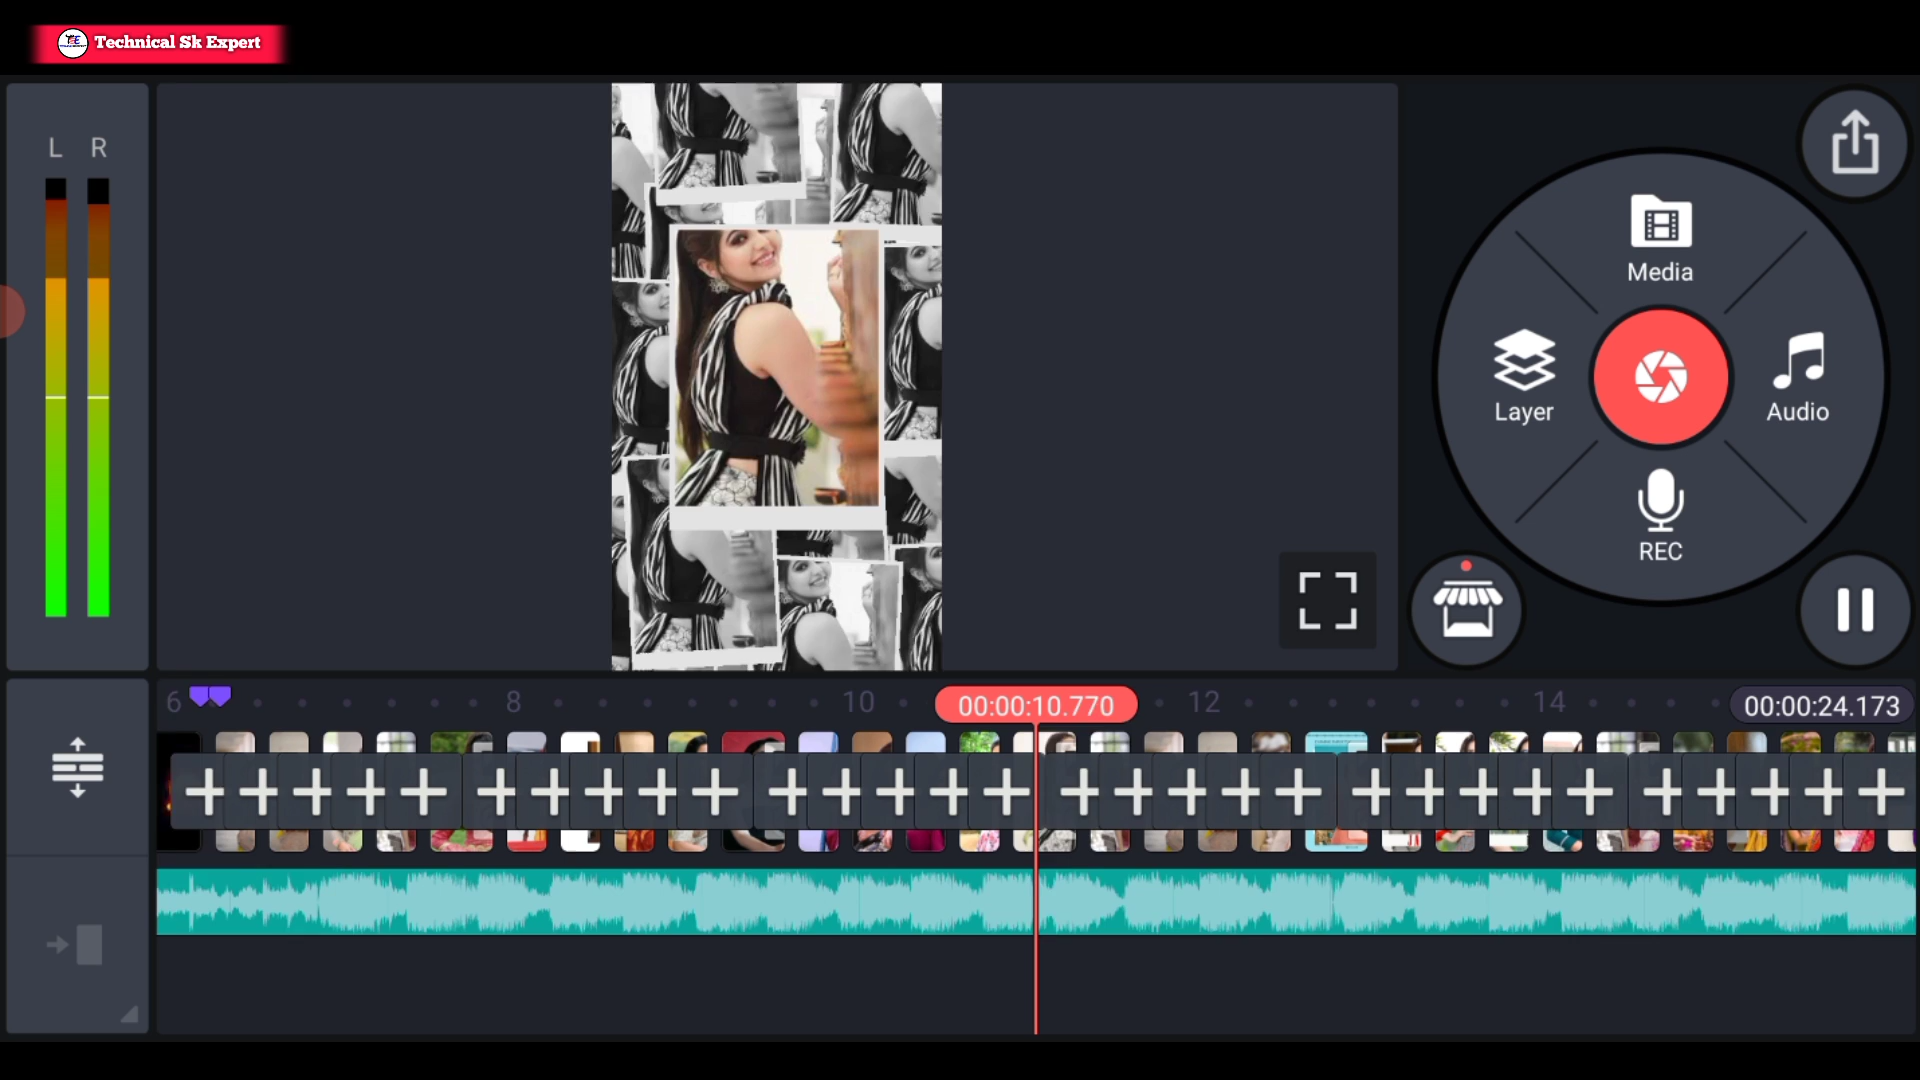 Technical Sk Expert
L R
Media
Layer
Audio
REC
6 8 10 00:00:10.770 12 14 00:00:24.173